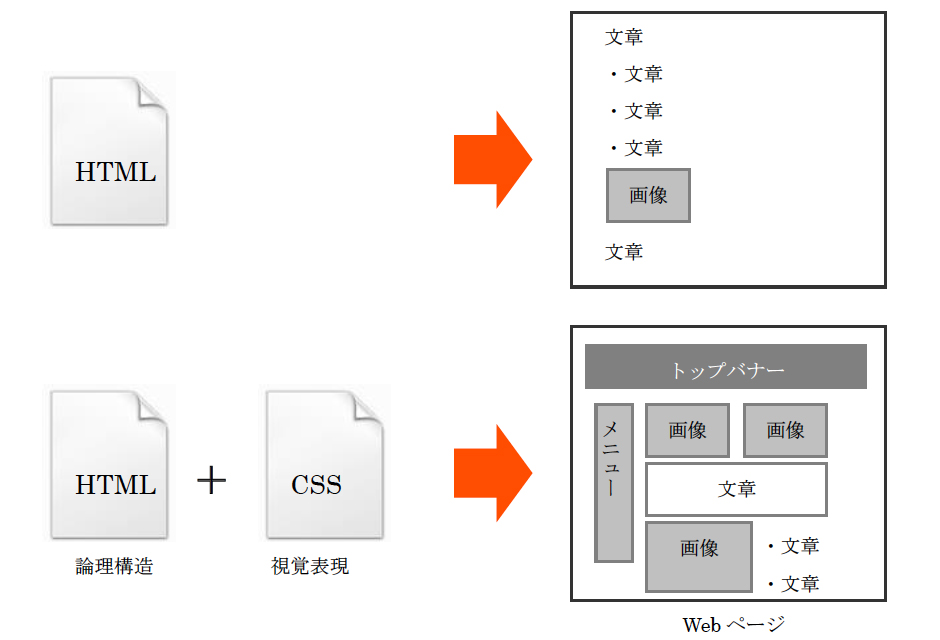 HTML
文章
・文章
・文章
・文章
画像
文章
HTML
+
CSS
論理構造
視覚表現
トップバナー
メニュー
画像
画像
文章
画像
・文章
・文章
Web ページ